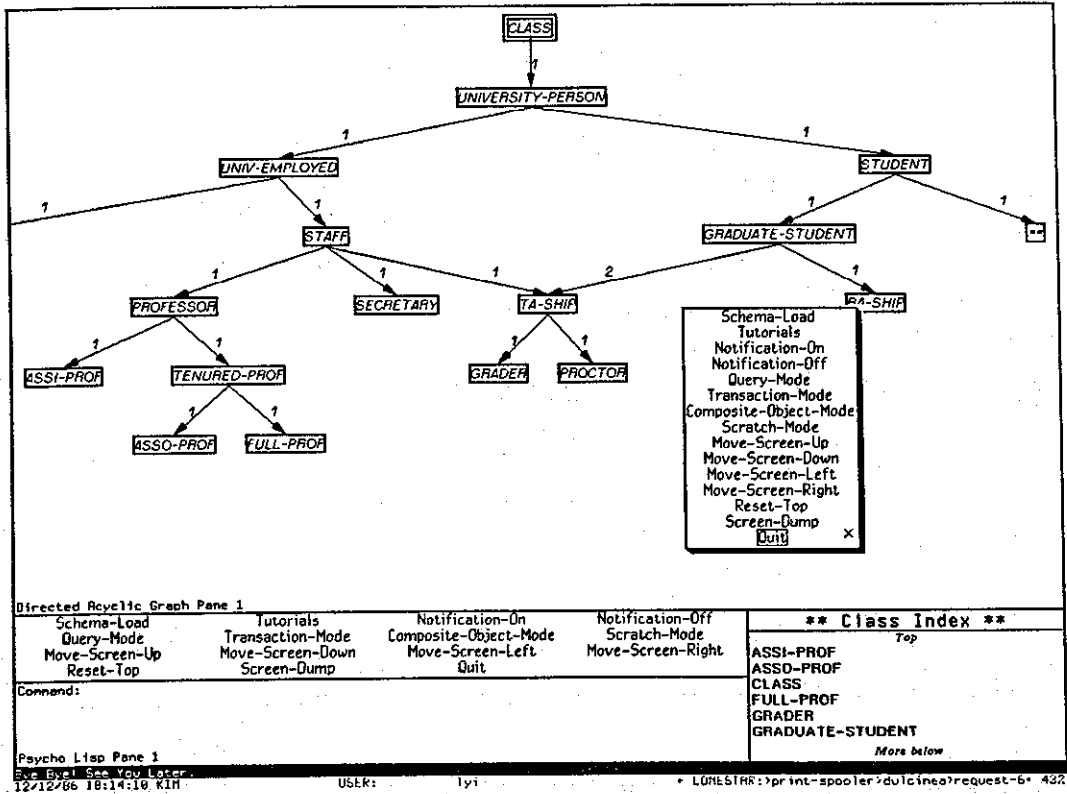 CLASS
1
UNIVERSITY-PERSON
1 1
UNIV-EMPLOYED STUDENT
1 1 1 1
STAFF GRADUATE-STUDENT --
1 1 1 2 1
PROFESSOR SECRETARY TA-SHIP RA-SHIP
1 1 1 1
ASSI-PROF TENURED-PROF GRADER PROCTOR
1 1
ASSO-PROF FULL-PROF
Schema-Load
Tutorials
Notification-On
Notification-Off
Query-Mode
Transaction-Mode
Composite-Object-Mode
Scratch-Mode
Move-Screen-Up
Move-Screen-Down
Move-Screen-Left
Move-Screen-Right
Reset-Top
Screen-Dump
Quit ×
Directed Acyclic Graph Pane 1
Schema-Load Tutorials Notification-On Notification-Off
Query-Mode Transaction-Mode Composite-Object-Mode Scratch-Mode
Move-Screen-Up Move-Screen-Down Move-Screen-Left Move-Screen-Right
Reset-Top Screen-Dump Quit
Command:
Psycho Lisp Pane 1
** Class Index **
Top
ASSI-PROF
ASSO-PROF
CLASS
FULL-PROF
GRADER
GRADUATE-STUDENT
More below
Bye Bye! See You Later.
12/12/86 18:14:10 KIM USER: lyi + LONESTAR:>print-spooler>dulcinea>request-6+ 432